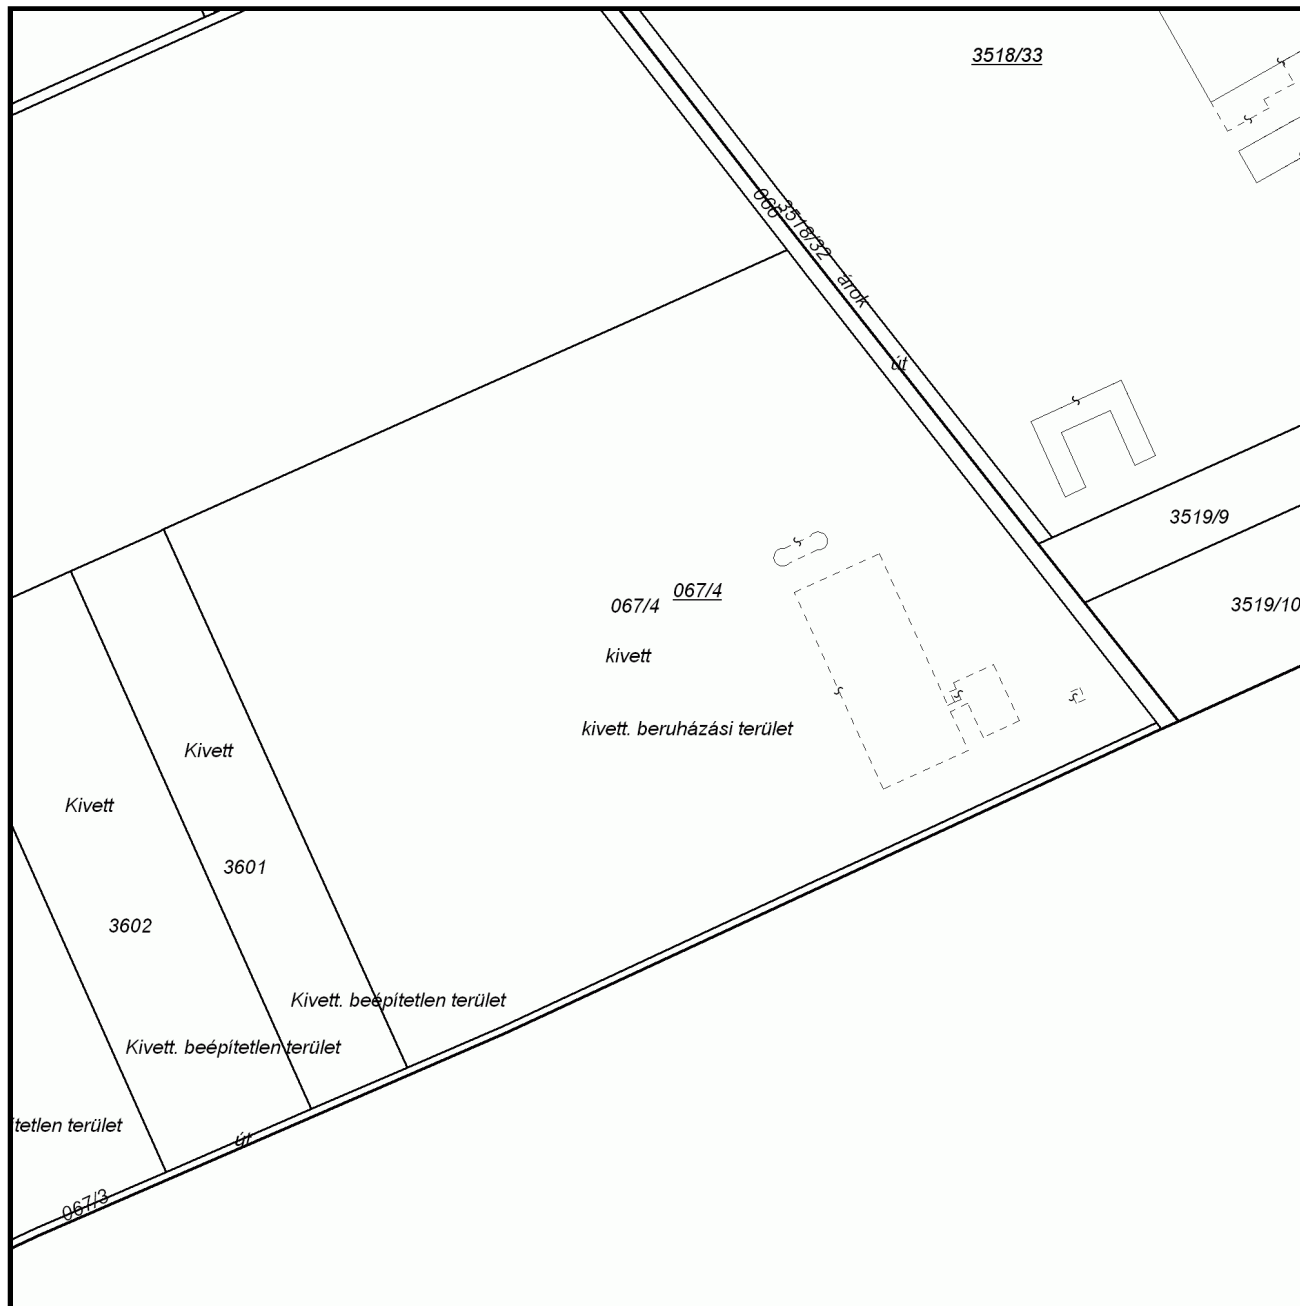 3518/33
066
3518/32
árok
út
3519/9
067/4
067/4
3519/10
kivett
kivett. beruházási terület
Kivett
Kivett
3601
3602
Kivett. beépítetlen terület
Kivett. beépítetlen terület
ítetlen terület
út
067/3